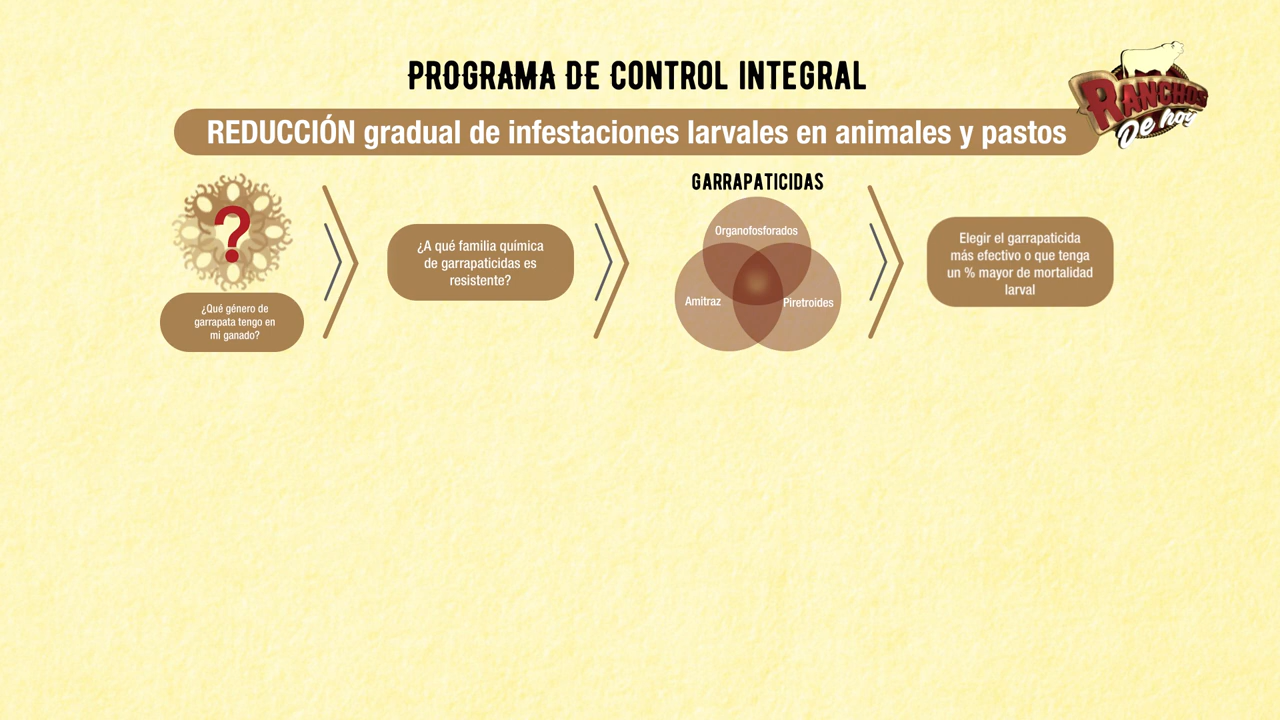 PROGRAMA DE CONTROL INTEGRAL
RANCHOS
De hoy
REDUCCIÓN gradual de infestaciones larvales en animales y pastos
?
¿Qué género de
garrapata tengo en
mi ganado?
¿A qué familia química
de garrapaticidas es
resistente?
GARRAPATICIDAS
Organofosforados
Amitraz
Piretroides
Elegir el garrapaticida
más efectivo o que tenga
un % mayor de mortalidad
larval